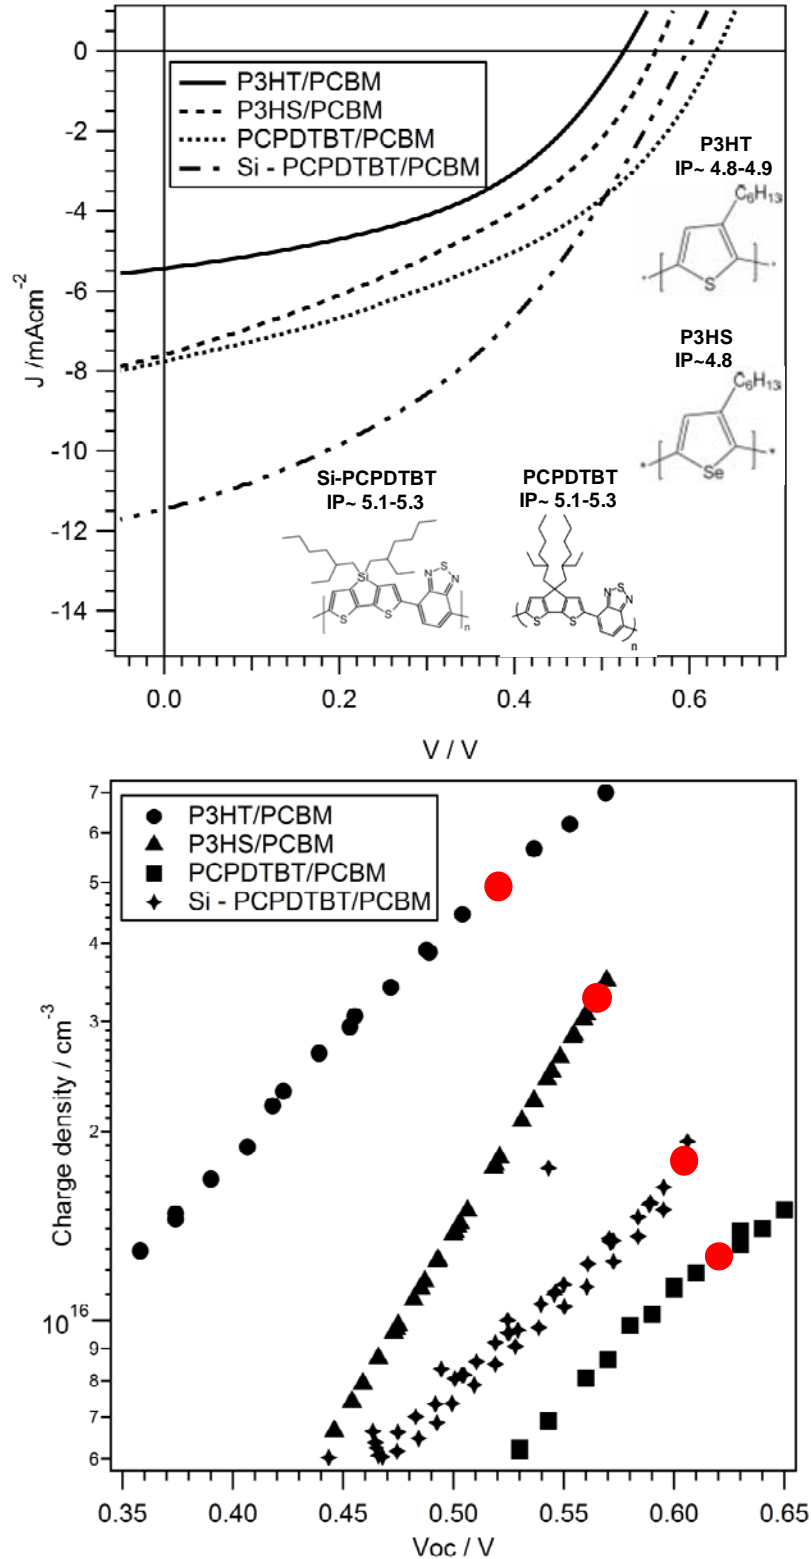 0
-2
-4
-6
-8
-10
-12
-14
J /mAcm-2
P3HT/PCBM
P3HS/PCBM
PCPDTBT/PCBM
Si - PCPDTBT/PCBM
P3HT
IP~ 4.8-4.9
C6H13
S
P3HS
IP~4.8
C6H13
Se
Si-PCPDTBT
IP~ 5.1-5.3
Si
S
S
N
S
N
n
PCPDTBT
IP~ 5.1-5.3
S
S
N
S
N
n
0.0
0.2
0.4
0.6
V / V
7
6
5
4
3
2
10 16
9
8
7
6
Charge density / cm-3
P3HT/PCBM
P3HS/PCBM
PCPDTBT/PCBM
Si - PCPDTBT/PCBM
0.35
0.40
0.45
0.50
0.55
0.60
0.65
Voc / V